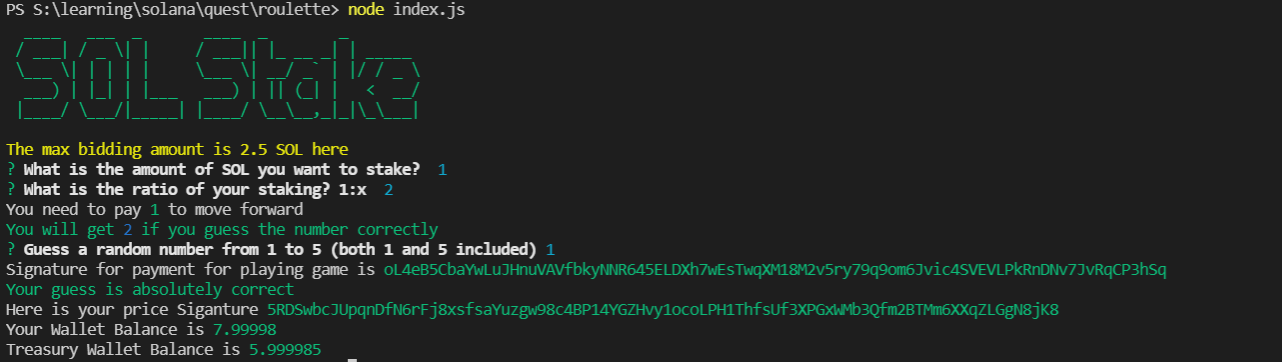 PS S:\learning\solana\quest\roulette> node index.js
SOL Stake
The max bidding amount is 2.5 SOL here
? What is the amount of SOL you want to stake? 1
? What is the ratio of your staking? 1:x 2
You need to pay 1 to move forward
You will get 2 if you guess the number correctly
? Guess a random number from 1 to 5 (both 1 and 5 included) 1
Signature for payment for playing game is oL4eB5CbaYwLuJHnuVAVfbkyNNR645ELDXh7wEsTwqXM18M2v5ry79q9om6Jvic4SVEVLPkRnDNv7JvRqCP3hSq
Your guess is absolutely correct
Here is your price Siganture 5RDSwbcJUpqnDfN6rFj8xsfsaYuzgw98c4BP14YGZHvy1ocoLPH1ThfsUf3XPGxWMb3Qfm2BTMm6XXqZLGgN8jK8
Your Wallet Balance is 7.99998
Treasury Wallet Balance is 5.999985